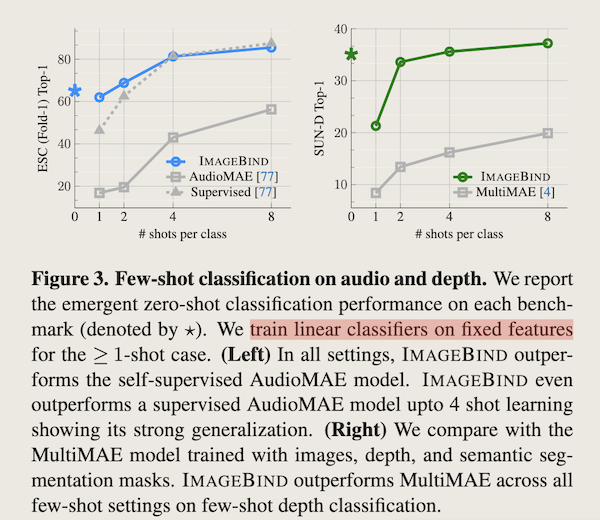 ESC (Fold-1) Top-1
80
60
40
20
0 1 2 4 8
# shots per class
IMAGEBIND
AudioMAE [77]
Supervised [77]
SUN-D Top-1
40
30
20
10
0 1 2 4 8
# shots per class
IMAGEBIND
MultiMAE [4]
Figure 3. Few-shot classification on audio and depth. We report
the emergent zero-shot classification performance on each bench-
mark (denoted by ⋆). We train linear classifiers on fixed features
for the ≥ 1-shot case. (Left) In all settings, IMAGEBIND outper-
forms the self-supervised AudioMAE model. IMAGEBIND even
outperforms a supervised AudioMAE model upto 4 shot learning
showing its strong generalization. (Right) We compare with the
MultiMAE model trained with images, depth, and semantic seg-
mentation masks. IMAGEBIND outperforms MultiMAE across all
few-shot settings on few-shot depth classification.